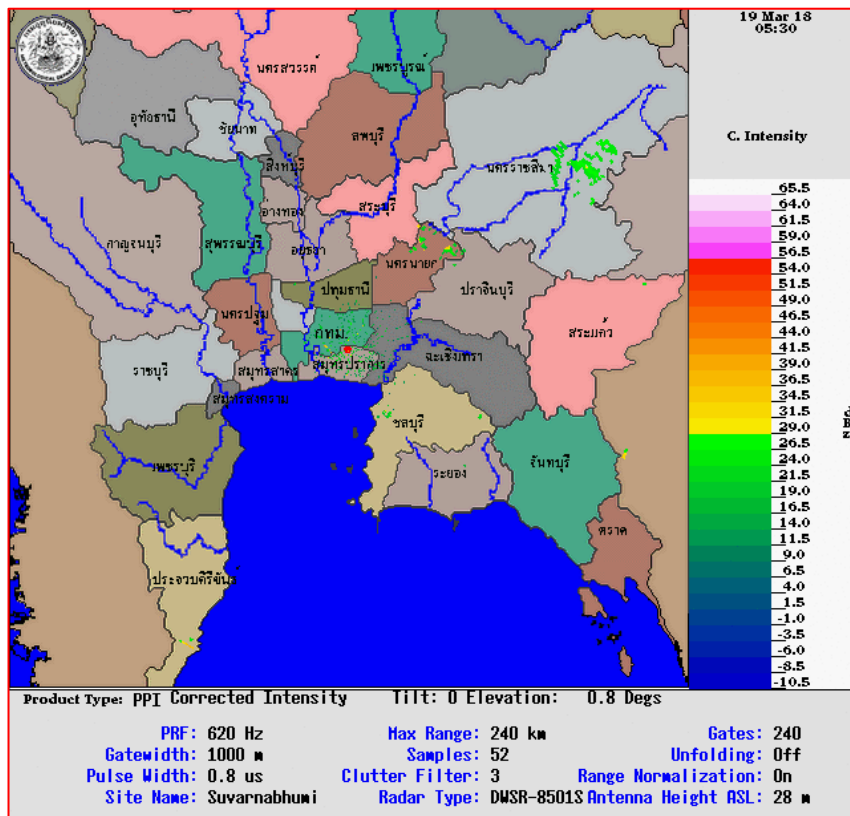 19 Mar 18
05:30
C. Intensity
นครสวรรค์
เพชรบูรณ์
อุทัยธานี
ชัยนาท
ลพบุรี
สิงห์บุรี
นครราชสีมา
อ่างทอง
สระบุรี
กาญจนบุรี
สุพรรณบุรี
อยุธยา
นครนายก
ปราจีนบุรี
ปทุมธานี
นครปฐม
สระแก้ว
กทม.
ฉะเชิงเทรา
ราชบุรี
สมุทรสาคร
สมุทรปราการ
สมุทรสงคราม
ชลบุรี
เพชรบุรี
ระยอง
จันทบุรี
ตราด
ประจวบคีรีขันธ์
65.5
64.0
61.5
59.0
56.5
54.0
51.5
49.0
46.5
44.0
41.5
39.0
36.5
34.0
31.5
29.0
26.5
24.0
21.5
19.0
16.5
14.0
11.5
9.0
6.5
4.0
1.5
-1.0
-3.5
-6.0
-8.5
-10.5
Product Type: PPI Corrected Intensity Tilt: 0 Elevation: 0.8 Degs
PRF: 620 Hz Max Range: 240 km Gates: 240
Gatewidth: 1000 m Samples: 52 Unfolding: Off
Pulse Width: 0.8 us Clutter Filter: 3 Range Normalization: On
Site Name: Suvarnabhumi Radar Type: DWSR-8501S Antenna Height ASL: 28 m